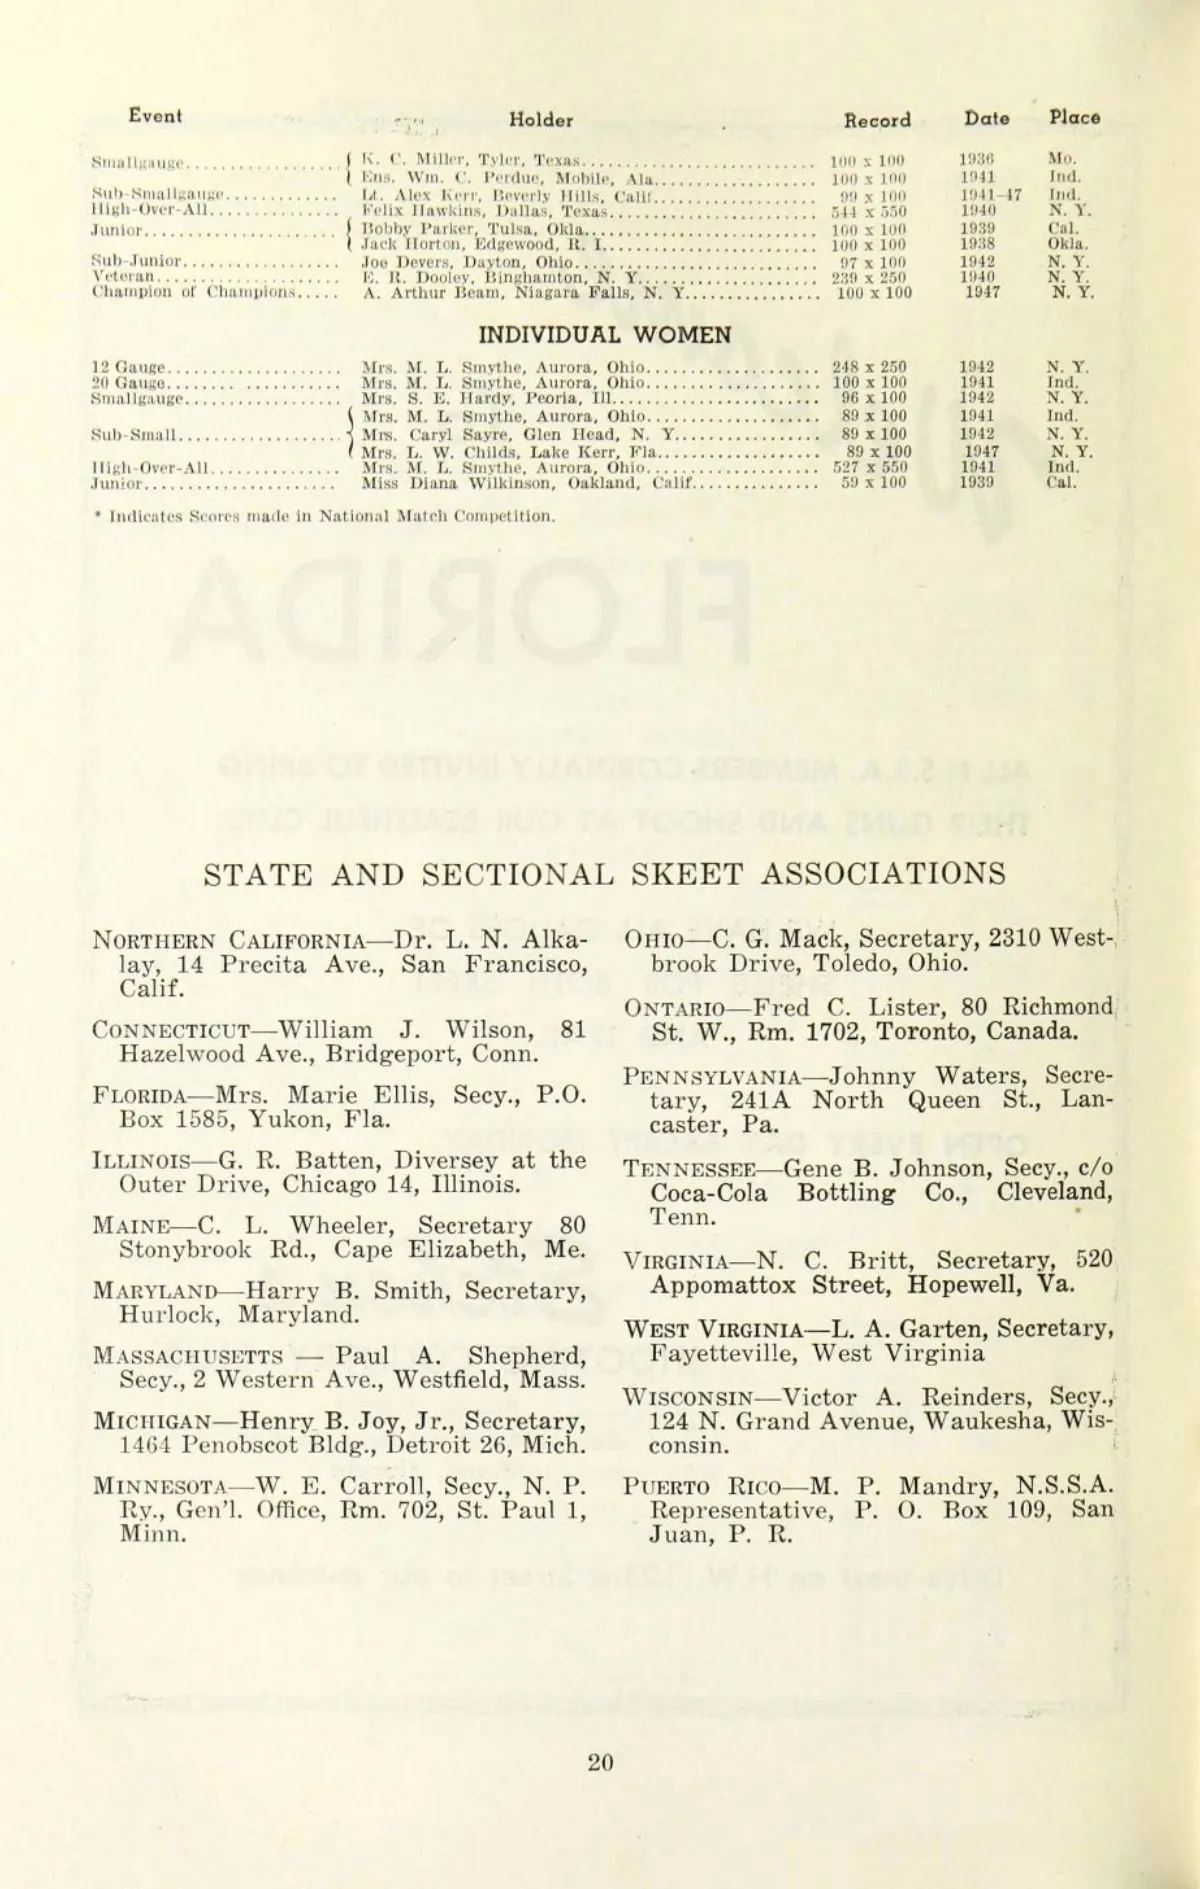 Event Holder Record Date Place
Smallgauge.................. { K. C. Miller, Tyler, Texas........................... 100 x 100 1936 Mo.
Ens. Wm. C. Perdue, Mobile, Ala................... 100 x 100 1941 Ind.
Sub-Smallgauge............. Lt. Alex Kerr, Beverly Hills, Calif................... 99 x 100 1941-47 Ind.
High-Over-All............... Felix Hawkins, Dallas, Texas........................ 544 x 550 1940 N. Y.
Junior...................... { Bobby Parker, Tulsa, Okla........................... 100 x 100 1939 Cal.
Jack Horton, Edgewood, R. I......................... 100 x 100 1938 Okla.
Sub-Junior.................. Joe Devers, Dayton, Ohio............................ 97 x 100 1942 N. Y.
Veteran..................... E. R. Dooley, Binghamton, N. Y..................... 239 x 250 1940 N. Y.
Champion of Champions..... A. Arthur Beam, Niagara Falls, N. Y............... 100 x 100 1947 N. Y.
INDIVIDUAL WOMEN
12 Gauge.................... Mrs. M. L. Smythe, Aurora, Ohio.................... 248 x 250 1942 N. Y.
20 Gauge.................... Mrs. M. L. Smythe, Aurora, Ohio.................... 100 x 100 1941 Ind.
Smallgauge.................. Mrs. S. E. Hardy, Peoria, Ill........................ 96 x 100 1942 N. Y.
{ Mrs. M. L. Smythe, Aurora, Ohio.................... 89 x 100 1941 Ind.
Sub-Small................... Mrs. Caryl Sayre, Glen Head, N. Y................. 89 x 100 1942 N. Y.
Mrs. L. W. Childs, Lake Kerr, Fla................... 89 x 100 1947 N. Y.
High-Over-All............... Mrs. M. L. Smythe, Aurora, Ohio.................... 527 x 550 1941 Ind.
Junior...................... Miss Diana Wilkinson, Oakland, Calif............... 59 x 100 1939 Cal.
* Indicates Scores made in National Match Competition.
STATE AND SECTIONAL SKEET ASSOCIATIONS
NORTHERN CALIFORNIA—Dr. L. N. Alka-
lay, 14 Precita Ave., San Francisco,
Calif.
CONNECTICUT—William J. Wilson, 81
Hazelwood Ave., Bridgeport, Conn.
FLORIDA—Mrs. Marie Ellis, Secy., P.O.
Box 1585, Yukon, Fla.
ILLINOIS—G. R. Batten, Diversey at the
Outer Drive, Chicago 14, Illinois.
MAINE—C. L. Wheeler, Secretary 80
Stonybrook Rd., Cape Elizabeth, Me.
MARYLAND—Harry B. Smith, Secretary,
Hurlock, Maryland.
MASSACHUSETTS — Paul A. Shepherd,
Secy., 2 Western Ave., Westfield, Mass.
MICHIGAN—Henry B. Joy, Jr., Secretary,
1464 Penobscot Bldg., Detroit 26, Mich.
MINNESOTA—W. E. Carroll, Secy., N. P.
Ry., Gen'l. Office, Rm. 702, St. Paul 1,
Minn.
OHIO—C. G. Mack, Secretary, 2310 West-
brook Drive, Toledo, Ohio.
ONTARIO—Fred C. Lister, 80 Richmond
St. W., Rm. 1702, Toronto, Canada.
PENNSYLVANIA—Johnny Waters, Secre-
tary, 241A North Queen St., Lan-
caster, Pa.
TENNESSEE—Gene B. Johnson, Secy., c/o
Coca-Cola Bottling Co., Cleveland,
Tenn.
VIRGINIA—N. C. Britt, Secretary, 520
Appomattox Street, Hopewell, Va.
WEST VIRGINIA—L. A. Garten, Secretary,
Fayetteville, West Virginia
WISCONSIN—Victor A. Reinders, Secy.,
124 N. Grand Avenue, Waukesha, Wis-
consin.
PUERTO RICO—M. P. Mandry, N.S.S.A.
Representative, P. O. Box 109, San
Juan, P. R.
20